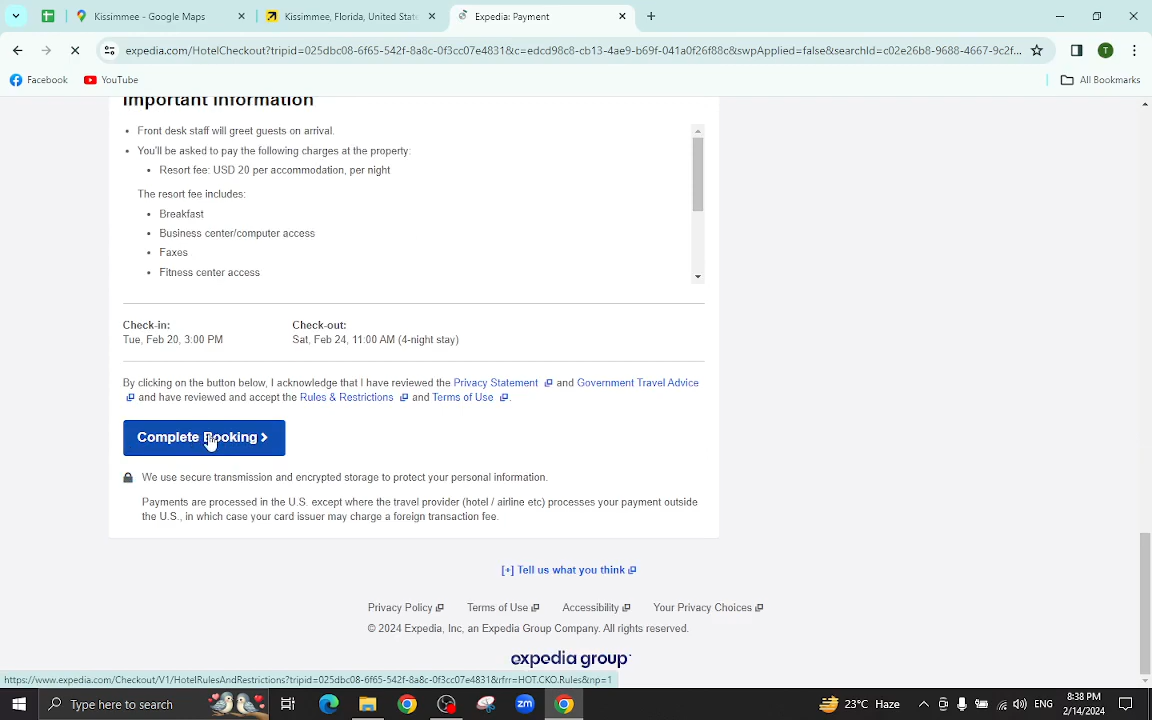 Kissimmee - Google Maps
Kissimmee, Florida, United Stat
Expedia: Payment
expedia.com/HotelCheckout?tripid=025dbc08-6f65-542f-8a8c-0f3cc07e4831&c=edcd98c8-cb13-4ae9-b69f-041a0f26f88c&swpApplied=false&searchId=c02e26b8-9688-4667-9c2f...
T
Facebook
YouTube
All Bookmarks
Important information
• Front desk staff will greet guests on arrival.
• You'll be asked to pay the following charges at the property:
• Resort fee: USD 20 per accommodation, per night
The resort fee includes:
• Breakfast
• Business center/computer access
• Faxes
• Fitness center access
Check-in:
Tue, Feb 20, 3:00 PM
Check-out:
Sat, Feb 24, 11:00 AM (4-night stay)
By clicking on the button below, I acknowledge that I have reviewed the Privacy Statement and Government Travel Advice
and have reviewed and accept the Rules & Restrictions and Terms of Use .
Complete Booking >
We use secure transmission and encrypted storage to protect your personal information.
Payments are processed in the U.S. except where the travel provider (hotel / airline etc) processes your payment outside
the U.S., in which case your card issuer may charge a foreign transaction fee.
[+] Tell us what you think
Privacy Policy Terms of Use Accessibility Your Privacy Choices
© 2024 Expedia, Inc, an Expedia Group Company. All rights reserved.
expedia group
https://www.expedia.com/Checkout/V1/HotelRulesAndRestrictions?tripid=025dbc08-6f65-542f-8a8c-0f3cc07e4831&rfrr=HOT.CKO.Rules&np=1
Type here to search
zm
23°C Haze
ENG
8:38 PM
2/14/2024